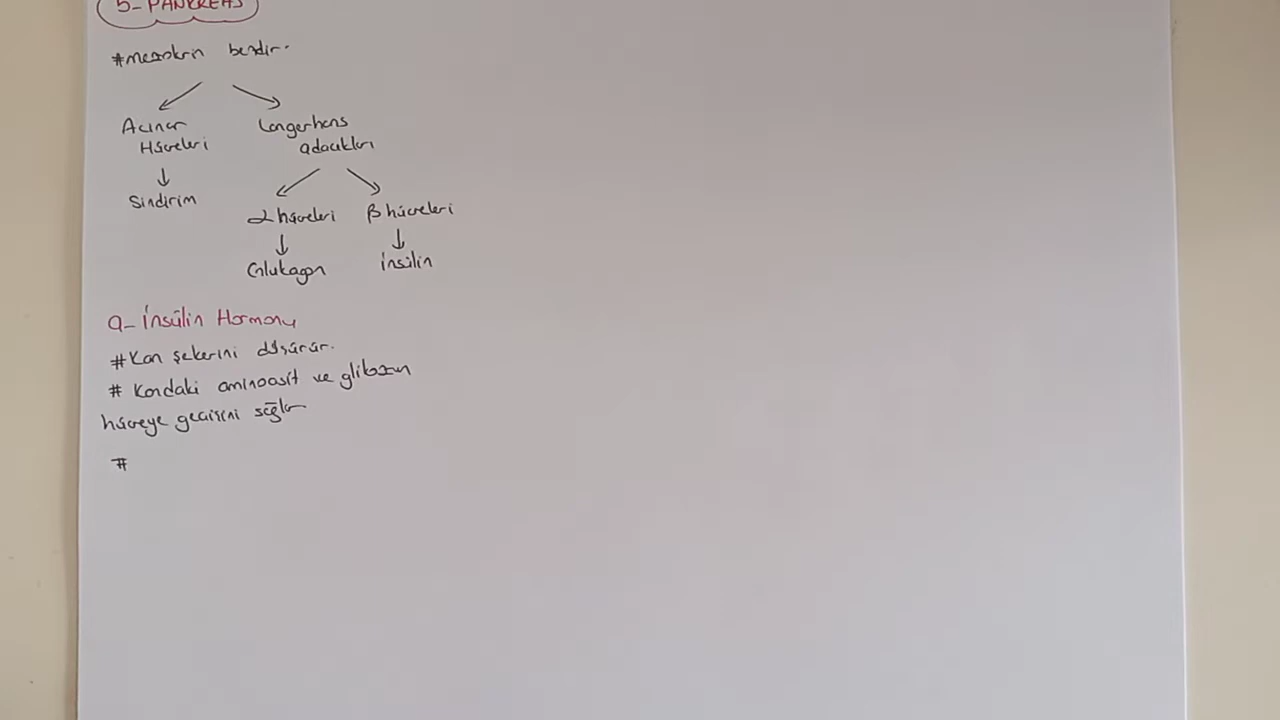 5- PANKREAS
#mezokrin bezdir.
Acınar Langerhans
Hücreleri adacıkları
Sindirim
α hücreleri β hücreleri
Glukagon insülin
a- İnsülin Hormonu
#Kan şekerini düşürür.
# Kandaki aminoasit ve glikozun
hücreye geçişini sağlar
#